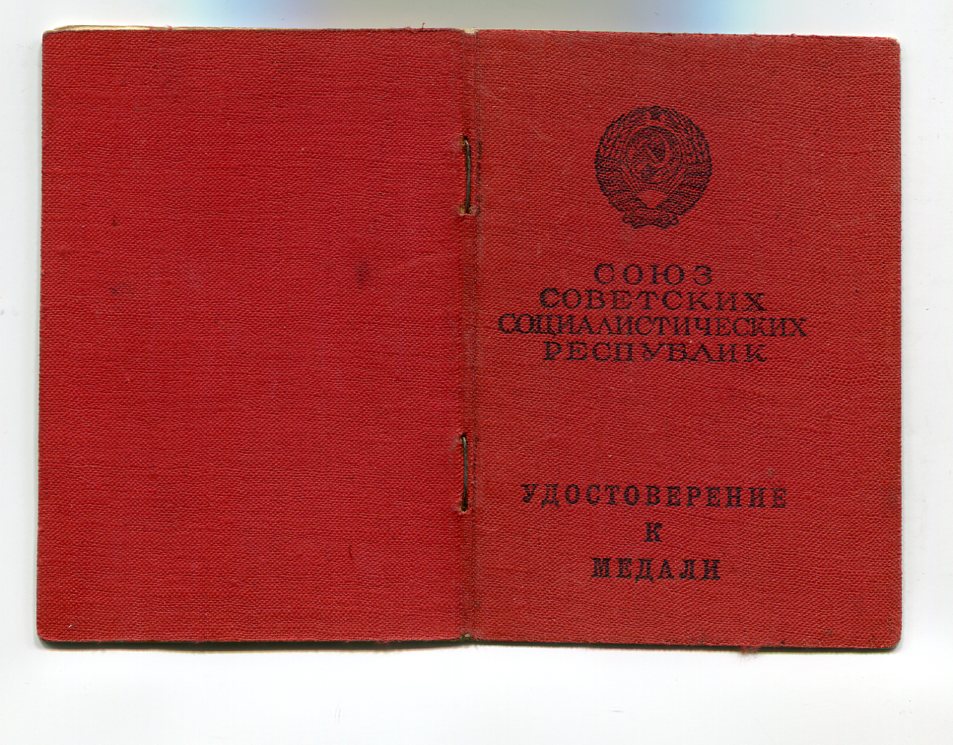 СОЮЗ
СОВЕТСКИХ
СОЦИАЛИСТИЧЕСКИХ
РЕСПУБЛИК
УДОСТОВЕРЕНИЕ
К
МЕДАЛИ